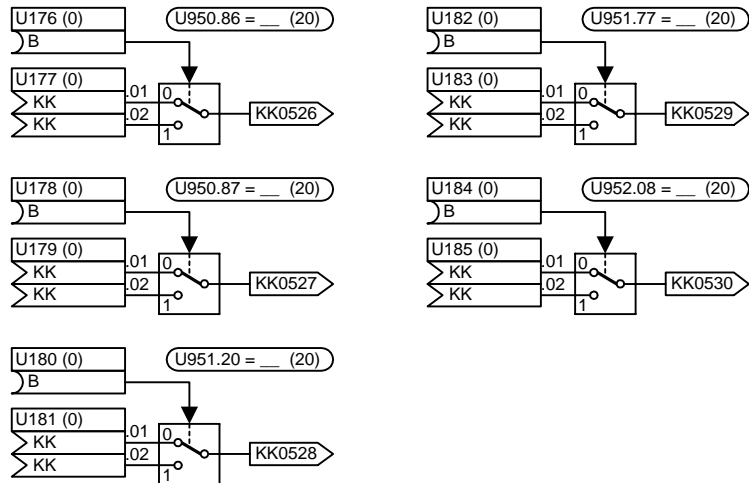 U176 (0)
U950.86 = __ (20)
B
U177 (0)
KK .01 0
KK .02 1
KK0526
U178 (0)
U950.87 = __ (20)
B
U179 (0)
KK .01 0
KK .02 1
KK0527
U180 (0)
U951.20 = __ (20)
B
U181 (0)
KK .01 0
KK .02 1
KK0528
U182 (0)
U951.77 = __ (20)
B
U183 (0)
KK .01 0
KK .02 1
KK0529
U184 (0)
U952.08 = __ (20)
B
U185 (0)
KK .01 0
KK .02 1
KK0530